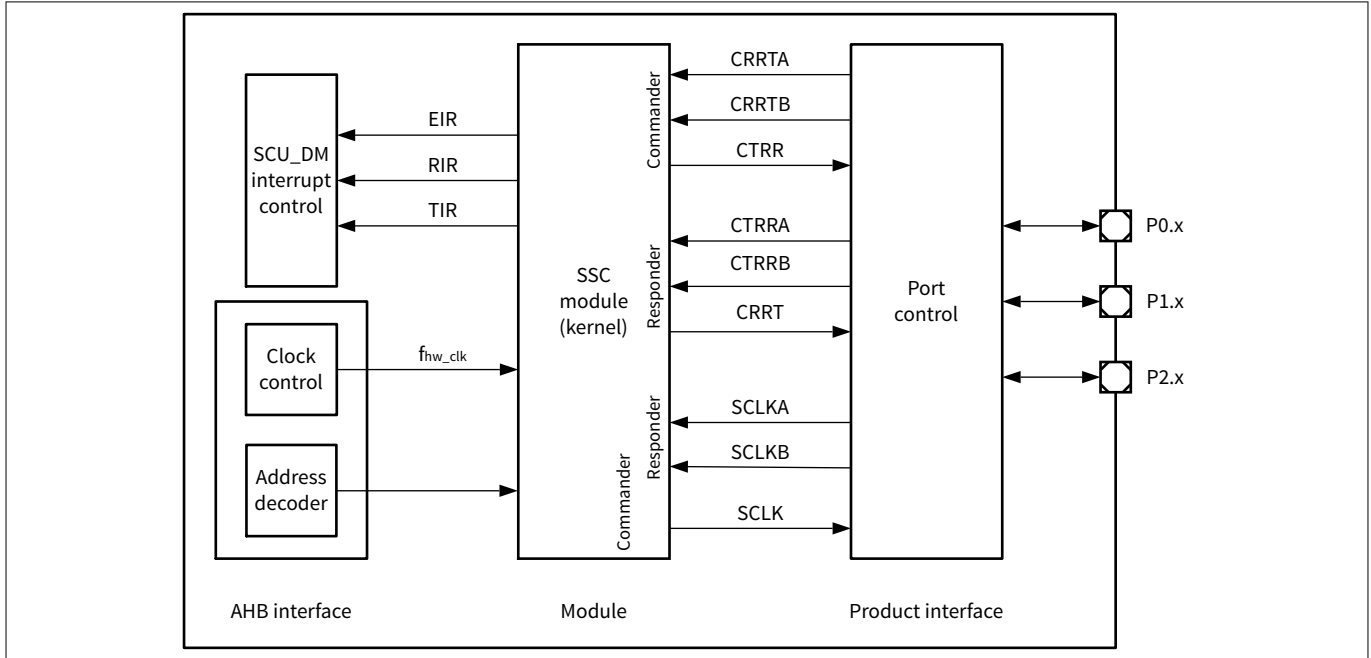 SCU_DM
interrupt
control
EIR
RIR
TIR
Clock
control
fhw_clk
Address
decoder
AHB interface
SSC
module
(kernel)
Commander
Responder
Responder
Commander
Module
CRRTA
CRRTB
CTRR
CTRRA
CTRRB
CRRT
SCLKA
SCLKB
SCLK
Port
control
Product interface
P0.x
P1.x
P2.x